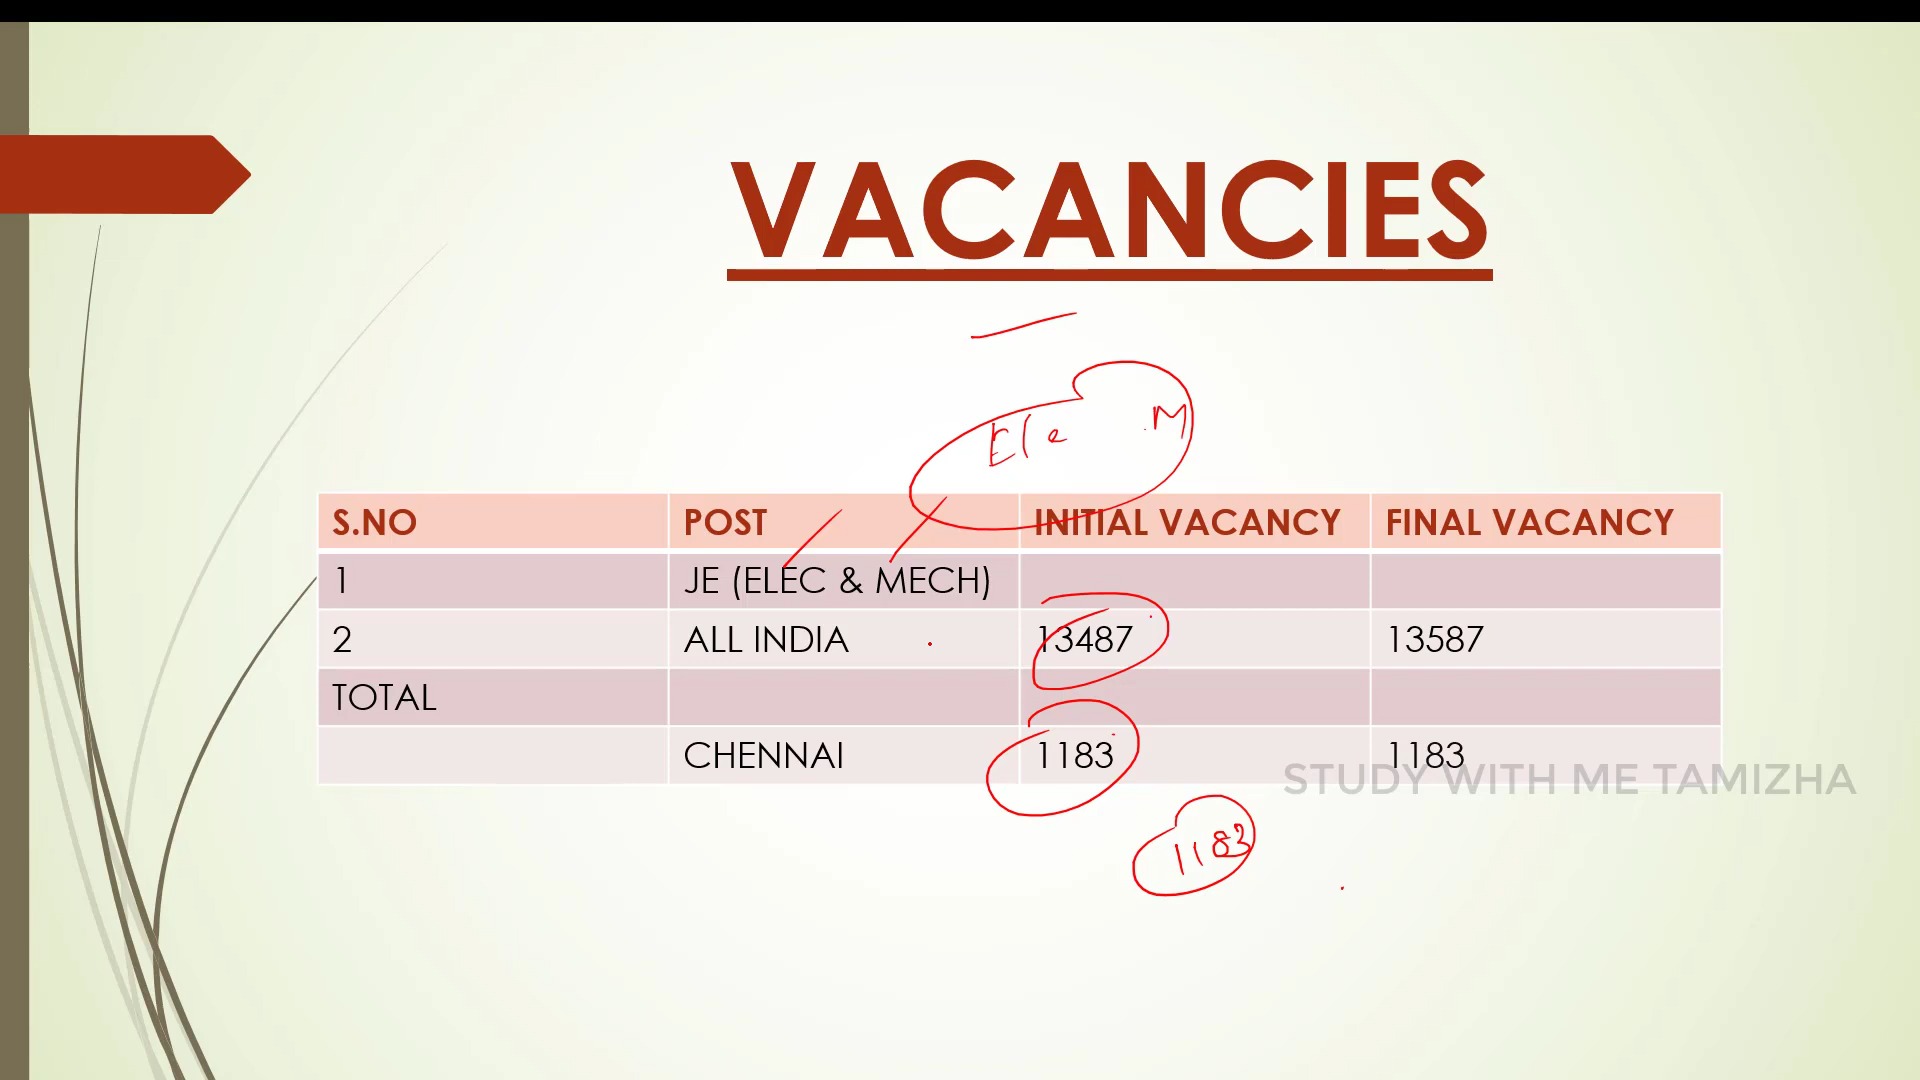 VACANCIES
Ele M
S.NO POST INITIAL VACANCY FINAL VACANCY
1 JE (ELEC & MECH)
2 ALL INDIA 13487 13587
TOTAL
CHENNAI 1183 1183
STUDY WITH ME TAMIZHA
1183